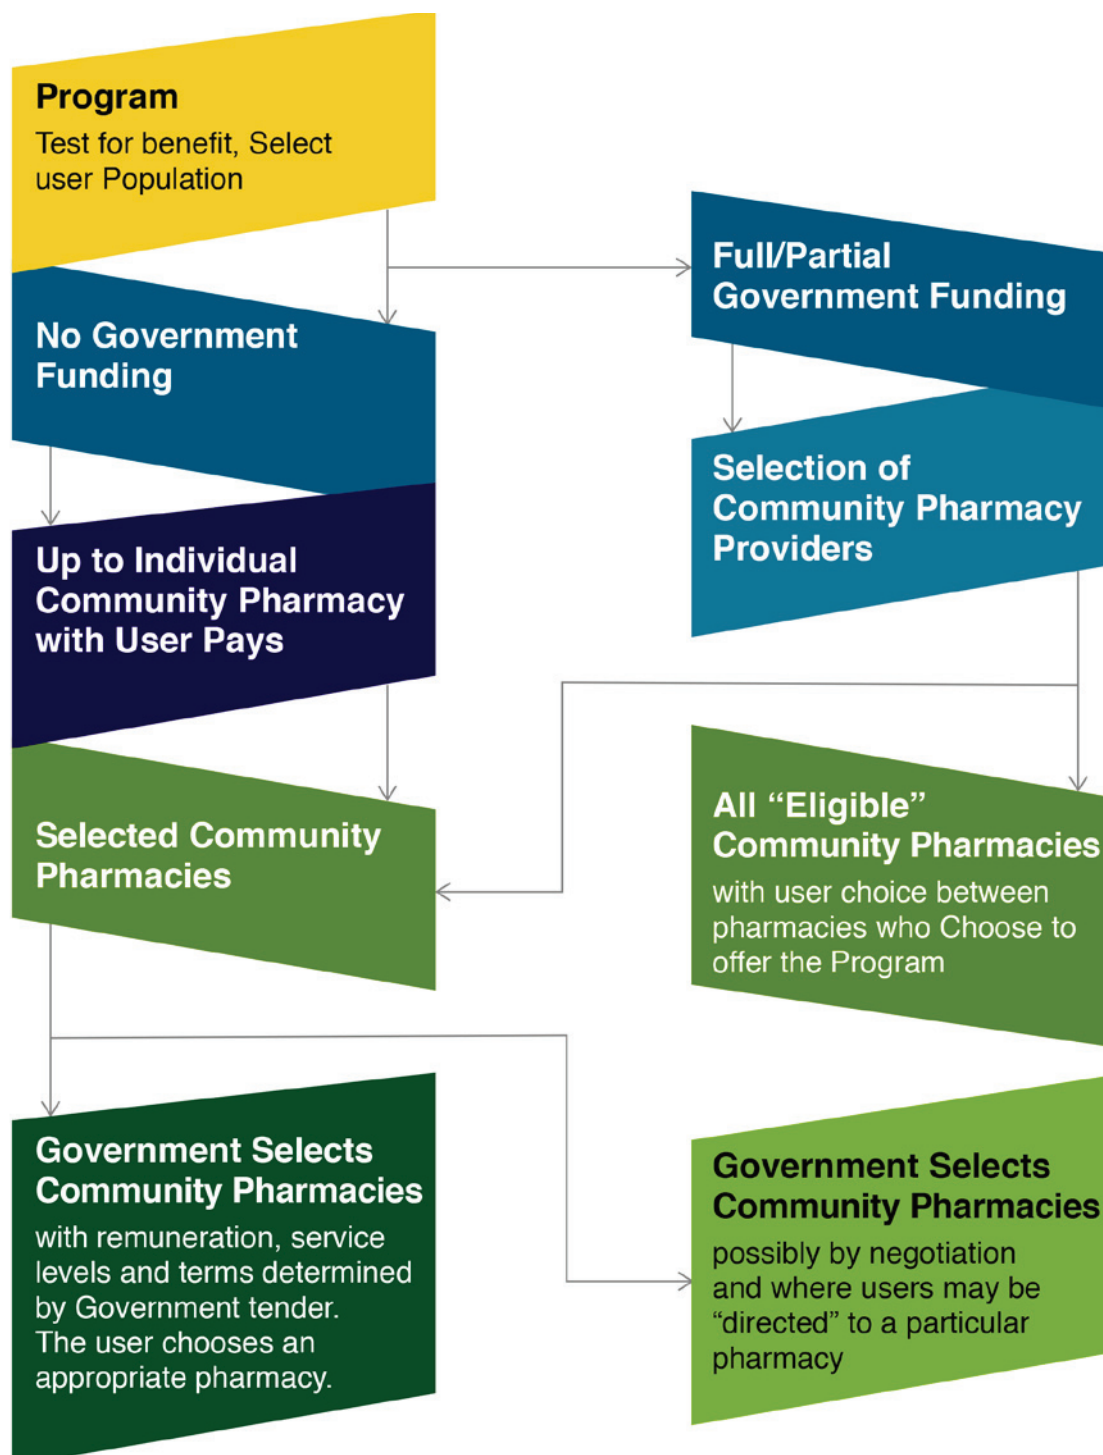 Program
Test for benefit, Select
user Population
Full/Partial
Government Funding
No Government
Funding
Selection of
Community Pharmacy
Providers
Up to Individual
Community Pharmacy
with User Pays
Selected Community
Pharmacies
All “Eligible”
Community Pharmacies
with user choice between
pharmacies who Choose to
offer the Program
Government Selects
Community Pharmacies
with remuneration, service
levels and terms determined
by Government tender.
The user chooses an
appropriate pharmacy.
Government Selects
Community Pharmacies
possibly by negotiation
and where users may be
“directed” to a particular
pharmacy